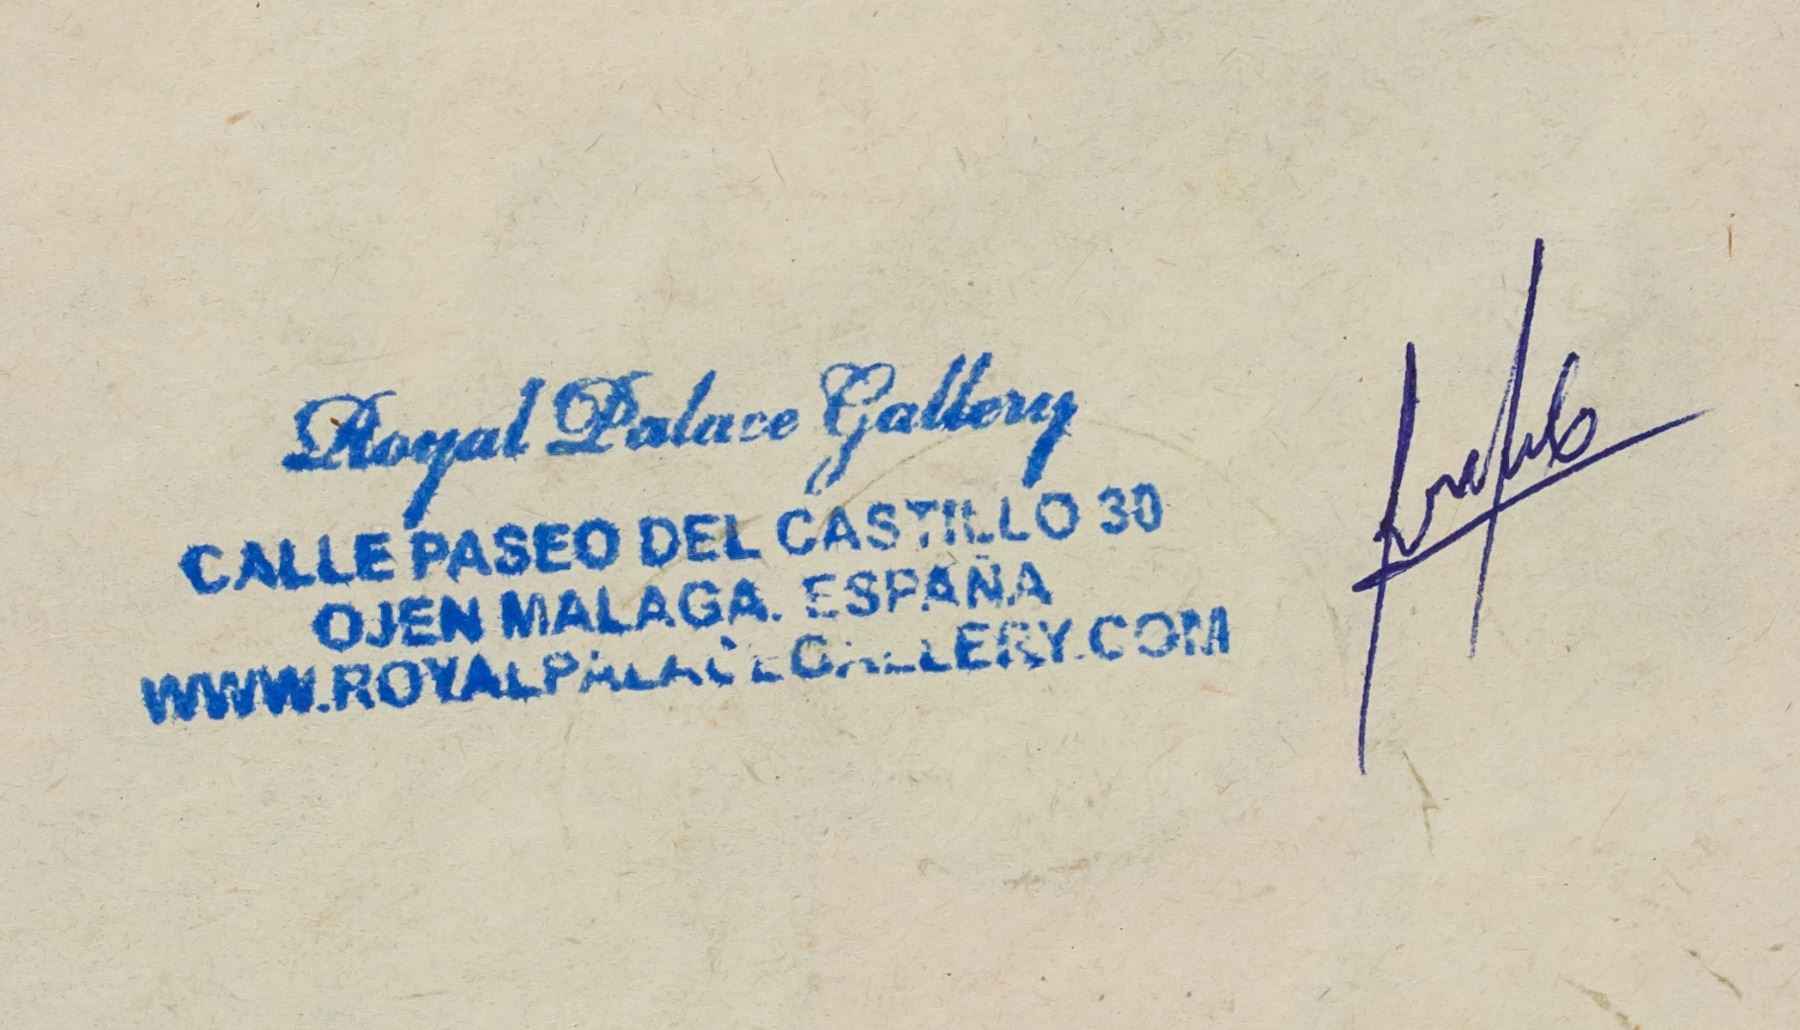 Royal Palace Gallery
CALLE PASEO DEL CASTILLO 30
OJEN MALAGA. ESPAÑA
WWW.ROYALPALACEGALLERY.COM